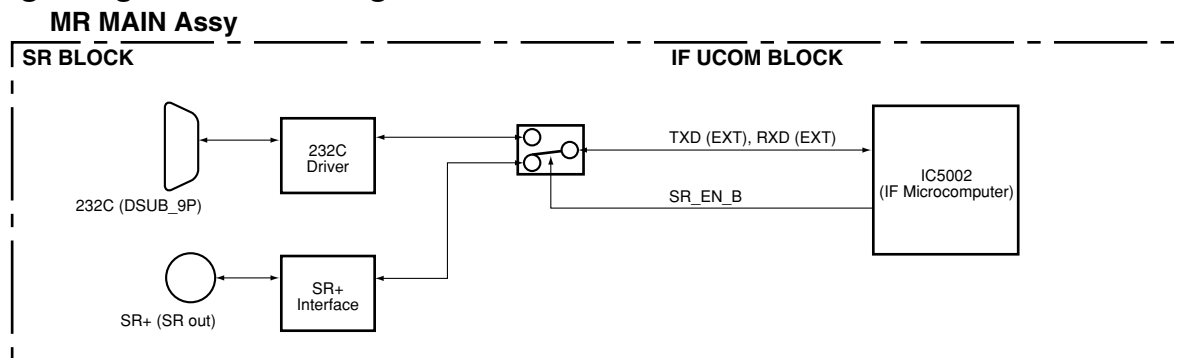 MR MAIN Assy
SR BLOCK
IF UCOM BLOCK
232C
Driver
TXD (EXT), RXD (EXT)
IC5002
(IF Microcomputer)
232C (DSUB_9P)
SR_EN_B
SR+
Interface
SR+ (SR out)